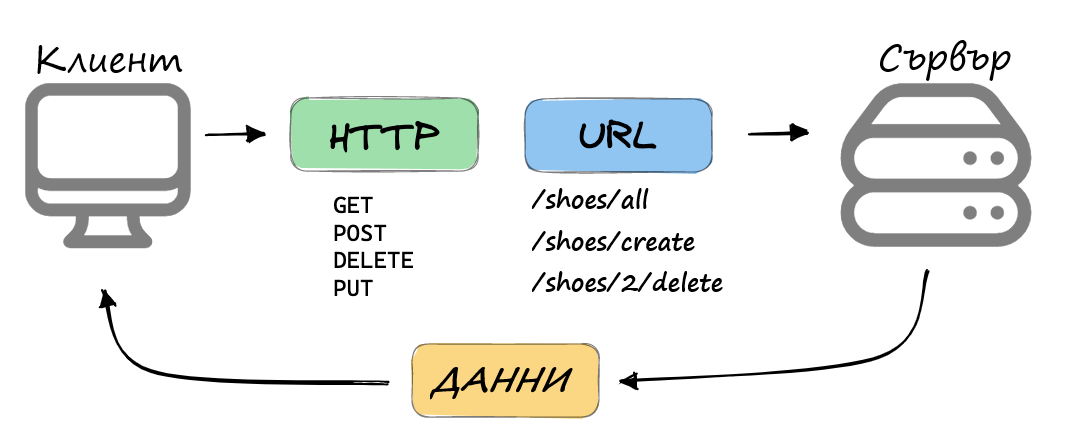 Клиент
Сървър
HTTP
URL
GET
POST
DELETE
PUT
/shoes/all
/shoes/create
/shoes/2/delete
ДАННИ